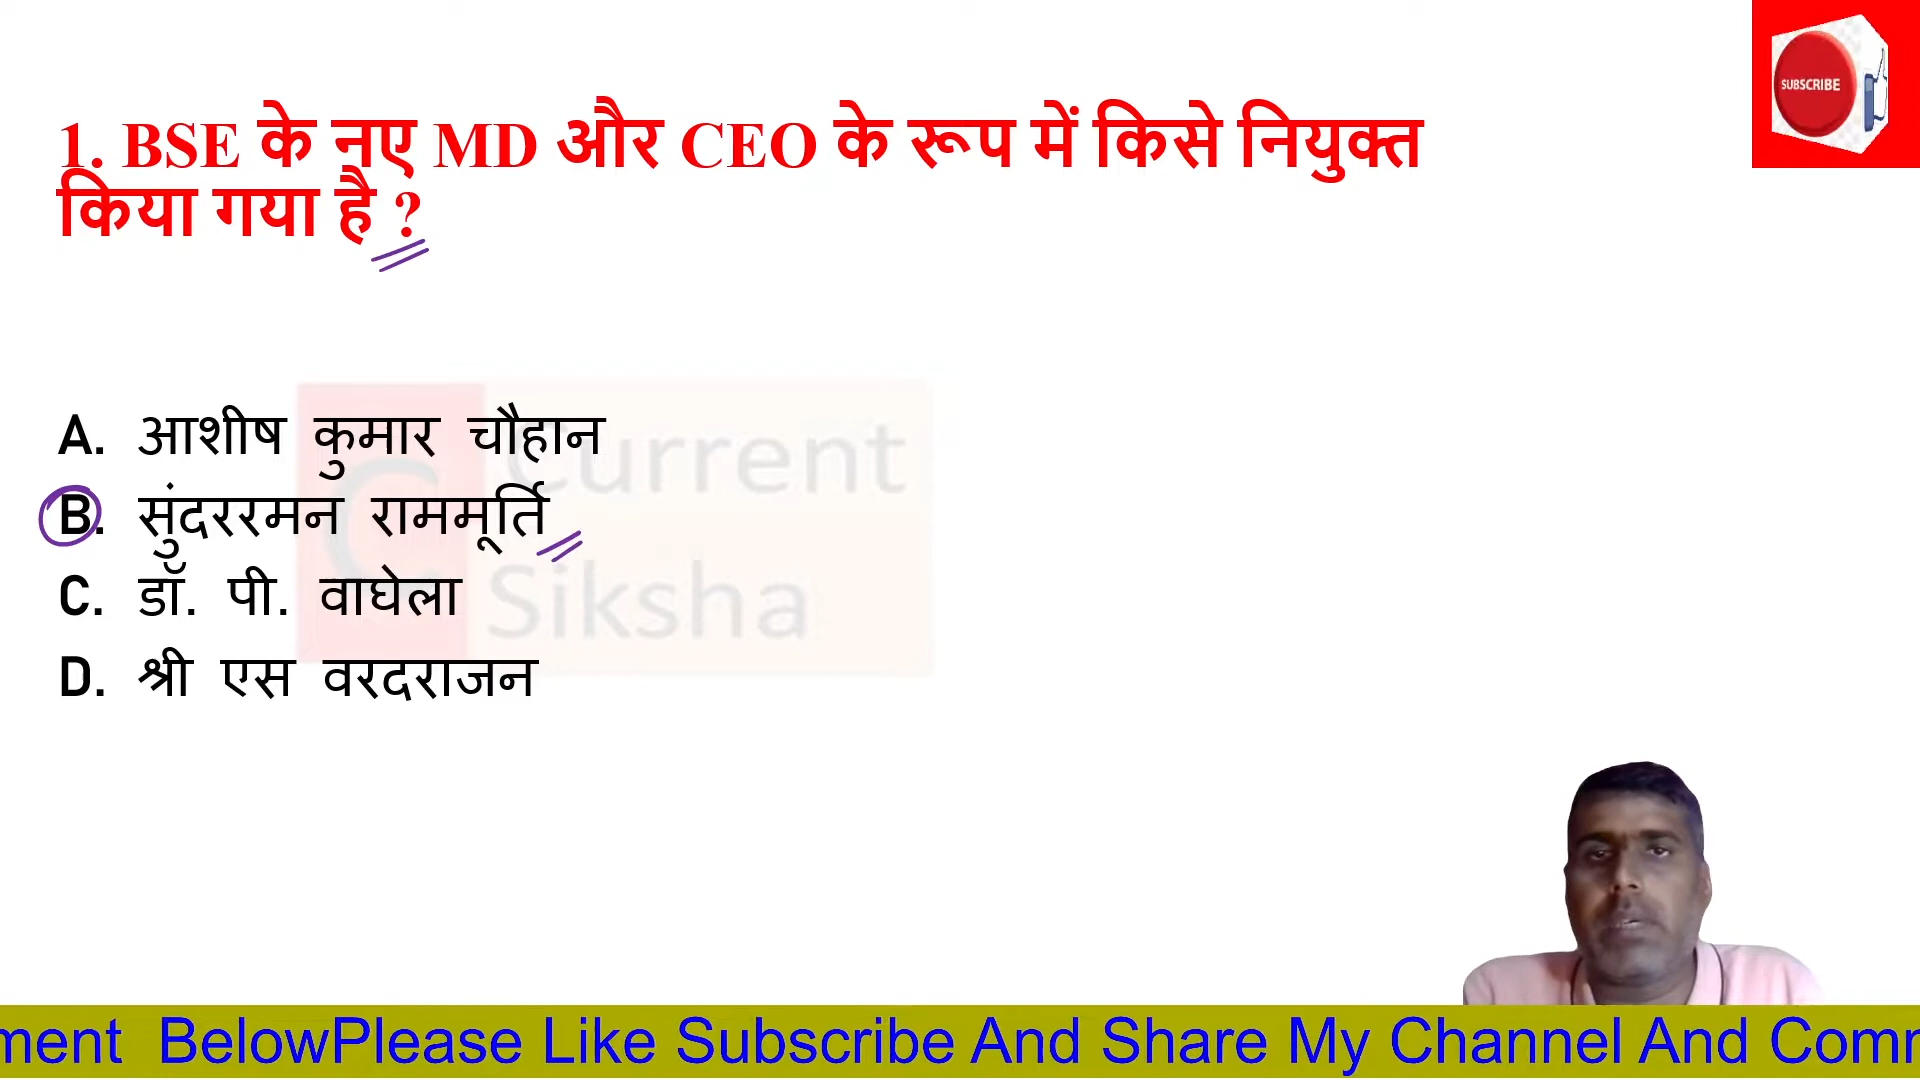 SUBSCRIBE
1. BSE के नए MD और CEO के रूप में किसे नियुक्त
किया गया है ?
A. आशीष कुमार चौहान
B. सुंदररमन राममूर्ति
C. डॉ. पी. वाघेला
D. श्री एस वरदराजन
Current
Siksha
ment BelowPlease Like Subscribe And Share My Channel And Comm